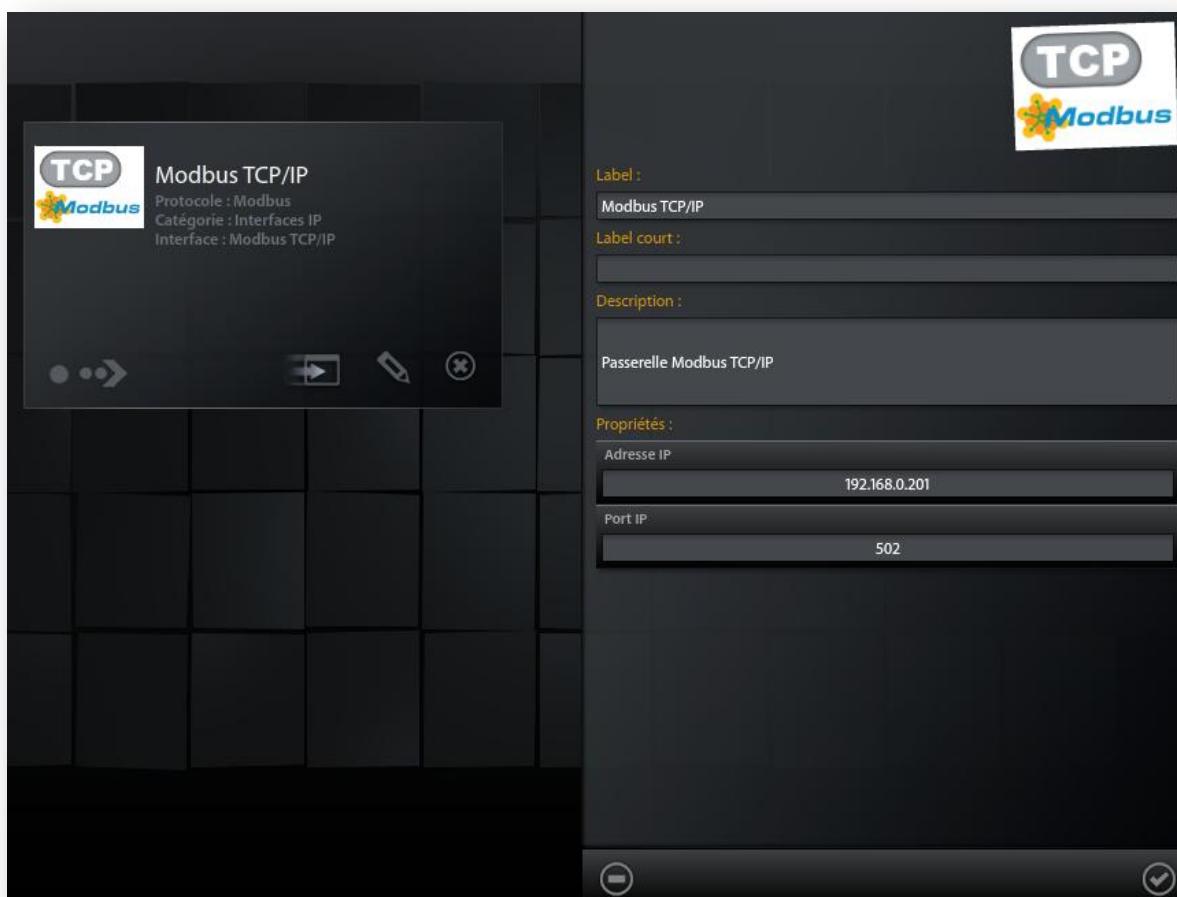 TCP
Modbus
Modbus TCP/IP
Protocole : Modbus
Catégorie : Interfaces IP
Interface : Modbus TCP/IP
TCP
Modbus
Label :
Modbus TCP/IP
Label court :
Description :
Passerelle Modbus TCP/IP
Propriétés :
Adresse IP
192.168.0.201
Port IP
502